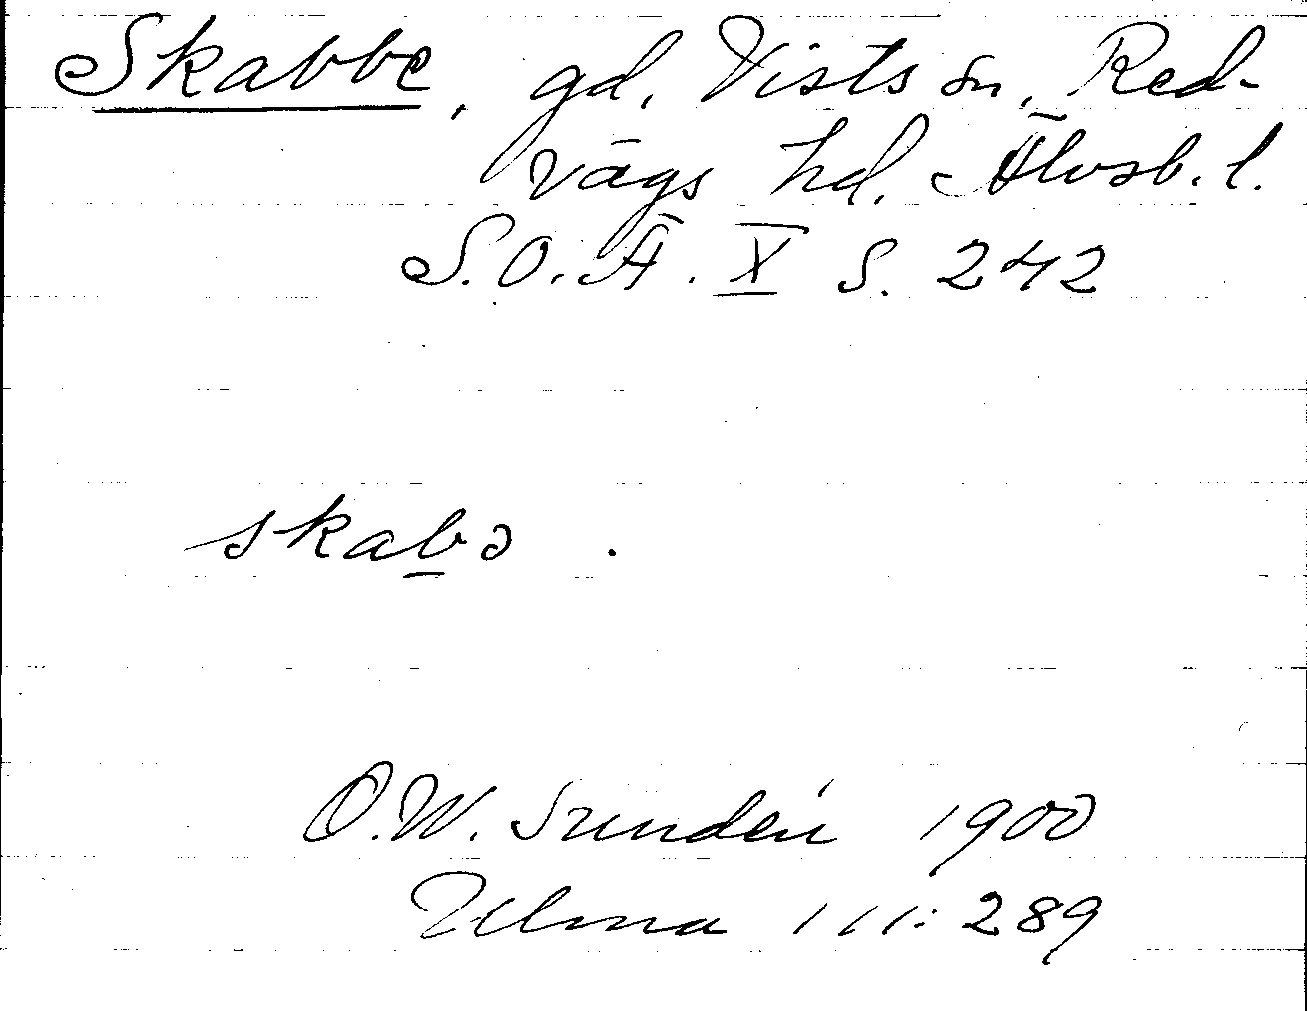 Skabbe, gd, Vists sn, Red-
vägs hd. Älvsb. l.
S.O.Ä. X s. 242
skabə.
O.W. Sundén 1900
Ulma 111:289